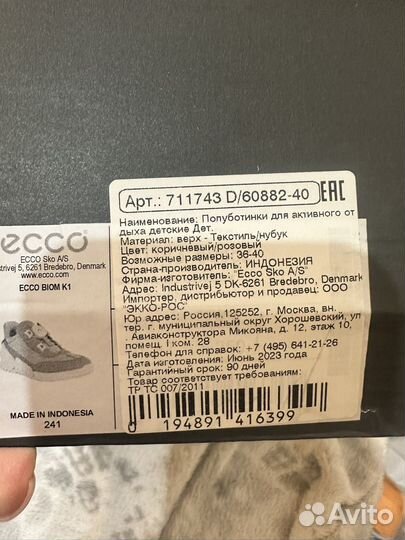 Арт.: 711743 D/60882-40
EAC
Наименование: Полуботинки для активного от
дыха детские Дет.
Материал: верх - Текстиль/нубук
Цвет: коричневый/розовый
Возможные размеры: 36-40
Страна-производитель: ИНДОНЕЗИЯ
Фирма-изготовитель: "Ecco Sko A/S"
Адрес: Industrivej 5 DK-6261 Bredebro, Denmark
Импортер, дистрибьютор и продавец: ООО
"ЭККО-РОС"
Юр адрес: Россия,125252, г. Москва, вн.
тер. г. муниципальный округ Хорошевский, ул
. Авиаконструктора Микояна, д. 12, этаж 10,
помещ. I ком. 28
Телефон для справок: +7 (495) 641-21-26
Дата изготовления: Июнь 2023 года
Гарантийный срок: 90 дней
Товар соответствует требованиям:
ТР ТС 007/2011
0 194891 416399
ecco
ECCO Sko A/S
dustrivej 5, 6261 Bredebro, Denmark
www.ecco.com
ECCO BIOM K1
MADE IN INDONESIA
241
Avito